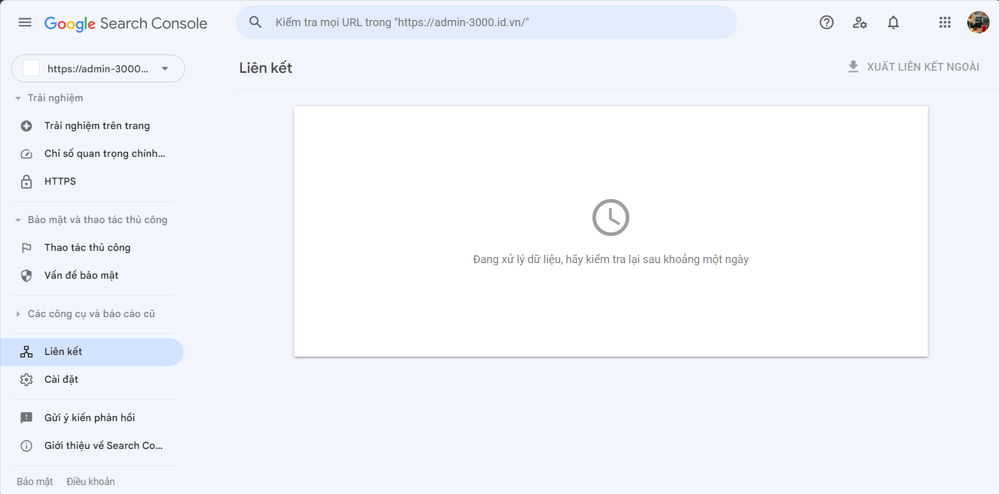 Google Search Console
Kiểm tra mọi URL trong "https://admin-3000.id.vn/"
https://admin-3000...
Liên kết
XUẤT LIÊN KẾT NGOÀI
Trải nghiệm
Trải nghiệm trên trang
Chỉ số quan trọng chính...
HTTPS
Bảo mật và thao tác thủ công
Thao tác thủ công
Vấn đề bảo mật
Các công cụ và báo cáo cũ
Liên kết
Cài đặt
Gửi ý kiến phản hồi
Giới thiệu về Search Co...
Bảo mật Điều khoản
Đang xử lý dữ liệu, hãy kiểm tra lại sau khoảng một ngày